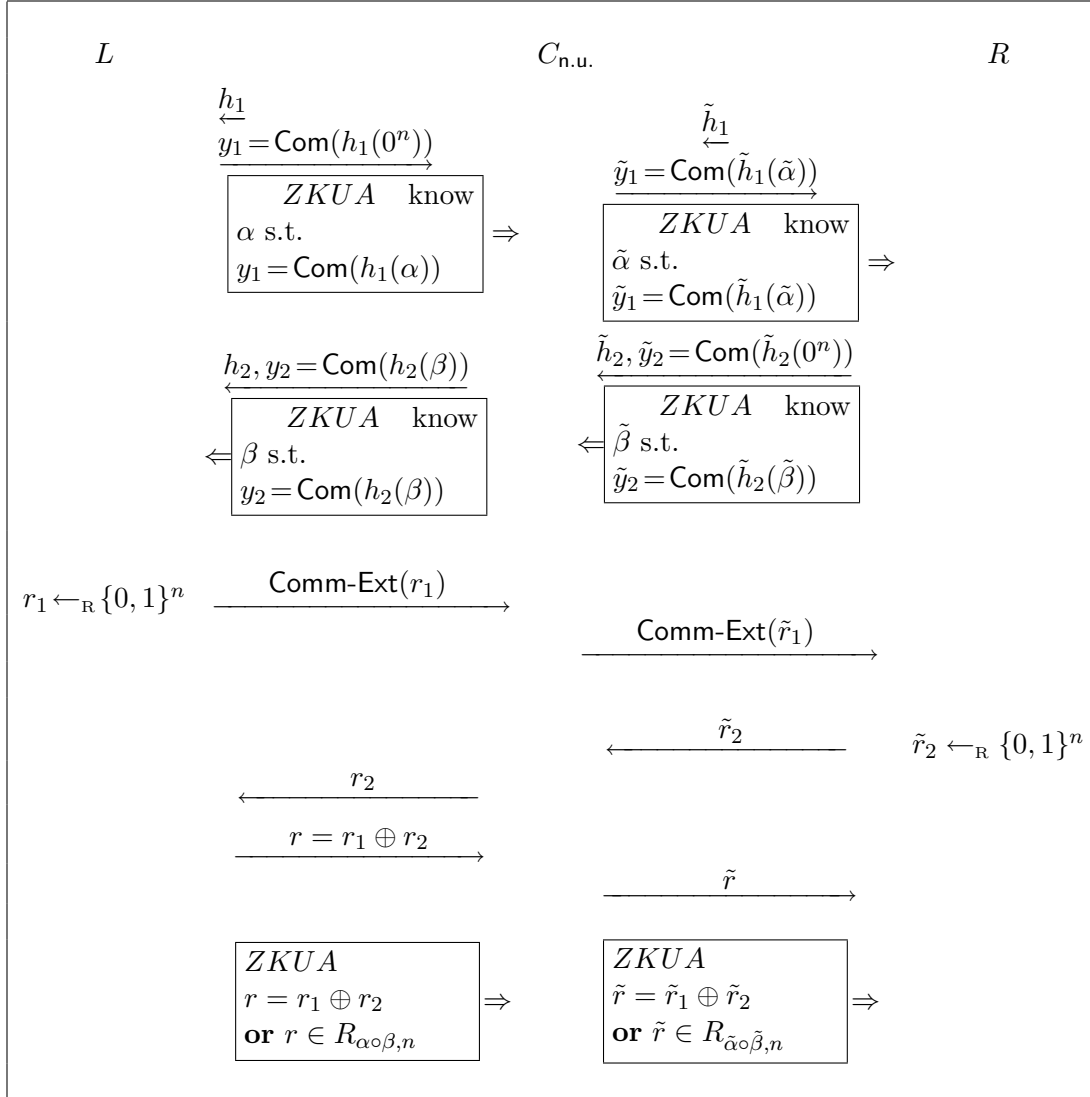 L C_{n.u.} R
h_1
y_1 = Com(h_1(0^n))
ZKUA know
α s.t. ⇒
y_1 = Com(h_1(α))
h̃_1
ỹ_1 = Com(h̃_1(α̃))
ZKUA know
α̃ s.t. ⇒
ỹ_1 = Com(h̃_1(α̃))
h_2, y_2 = Com(h_2(β))
ZKUA know
⇐ β s.t.
y_2 = Com(h_2(β))
h̃_2, ỹ_2 = Com(h̃_2(0^n))
ZKUA know
⇐ β̃ s.t.
ỹ_2 = Com(h̃_2(β̃))
r_1 ←_R {0, 1}^n Comm-Ext(r_1)
Comm-Ext(r̃_1)
r̃_2 r̃_2 ←_R {0, 1}^n
r_2
r = r_1 ⊕ r_2
r̃
ZKUA
r = r_1 ⊕ r_2 ⇒
or r ∈ R_{α∘β,n}
ZKUA
r̃ = r̃_1 ⊕ r̃_2 ⇒
or r̃ ∈ R_{α̃∘β̃,n}